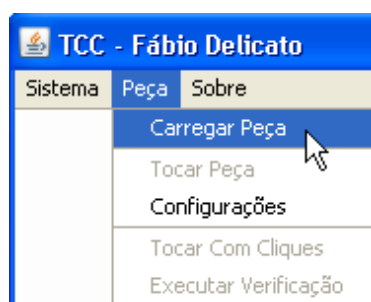 TCC - Fábio Delicato
Sistema Peça Sobre
Carregar Peça
Tocar Peça
Configurações
Tocar Com Cliques
Executar Verificação